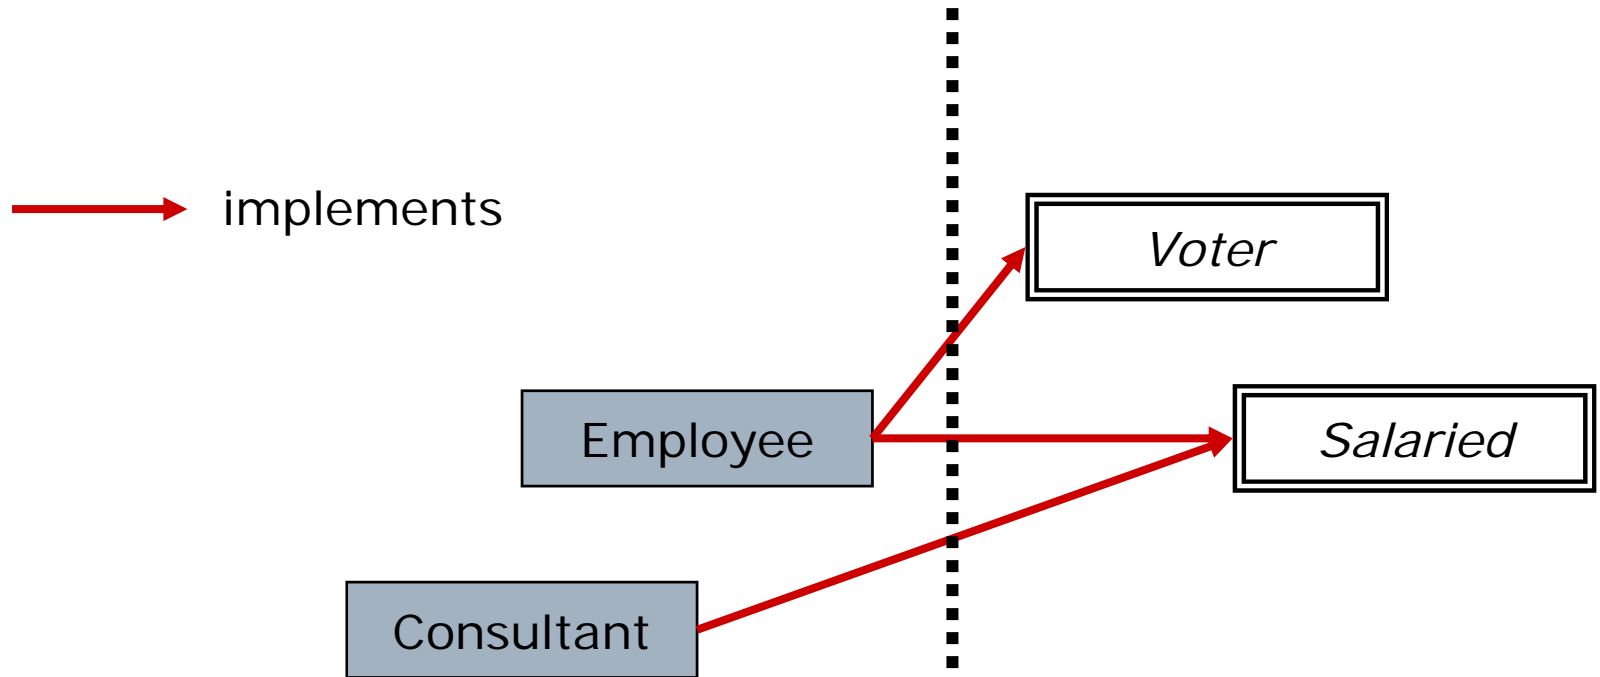 implements
Voter
Employee
Salaried
Consultant